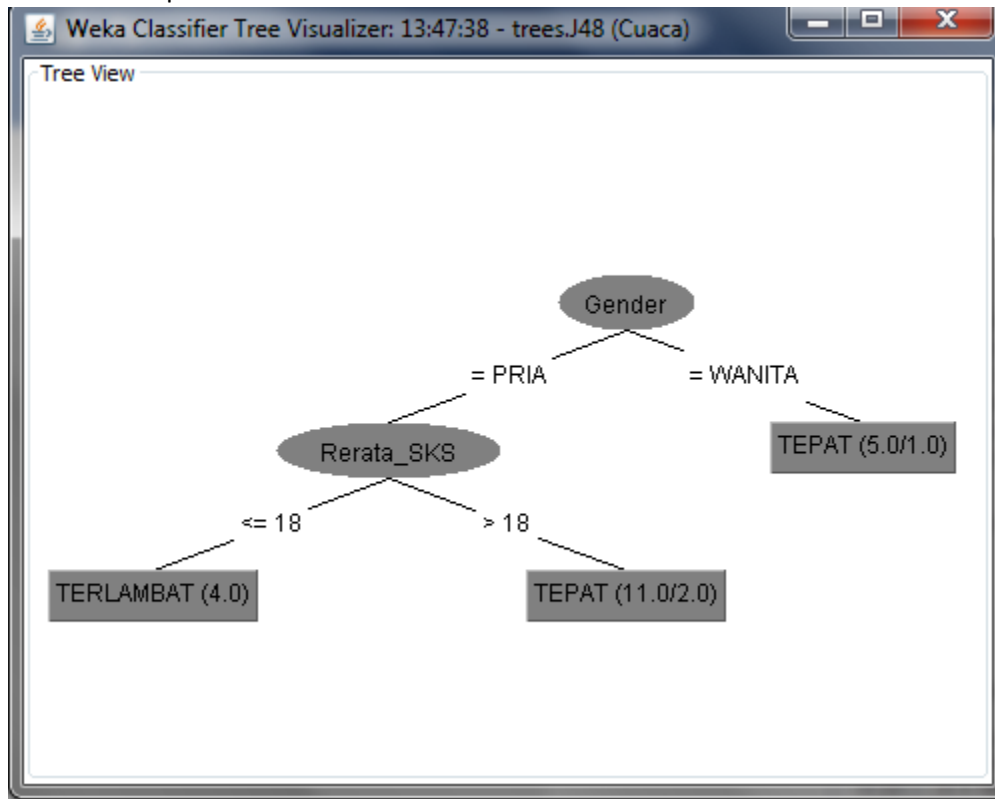 Weka Classifier Tree Visualizer: 13:47:38 - trees.J48 (Cuaca)
Tree View
Gender
= PRIA = WANITA
Rerata_SKS TEPAT (5.0/1.0)
<= 18 > 18
TERLAMBAT (4.0) TEPAT (11.0/2.0)